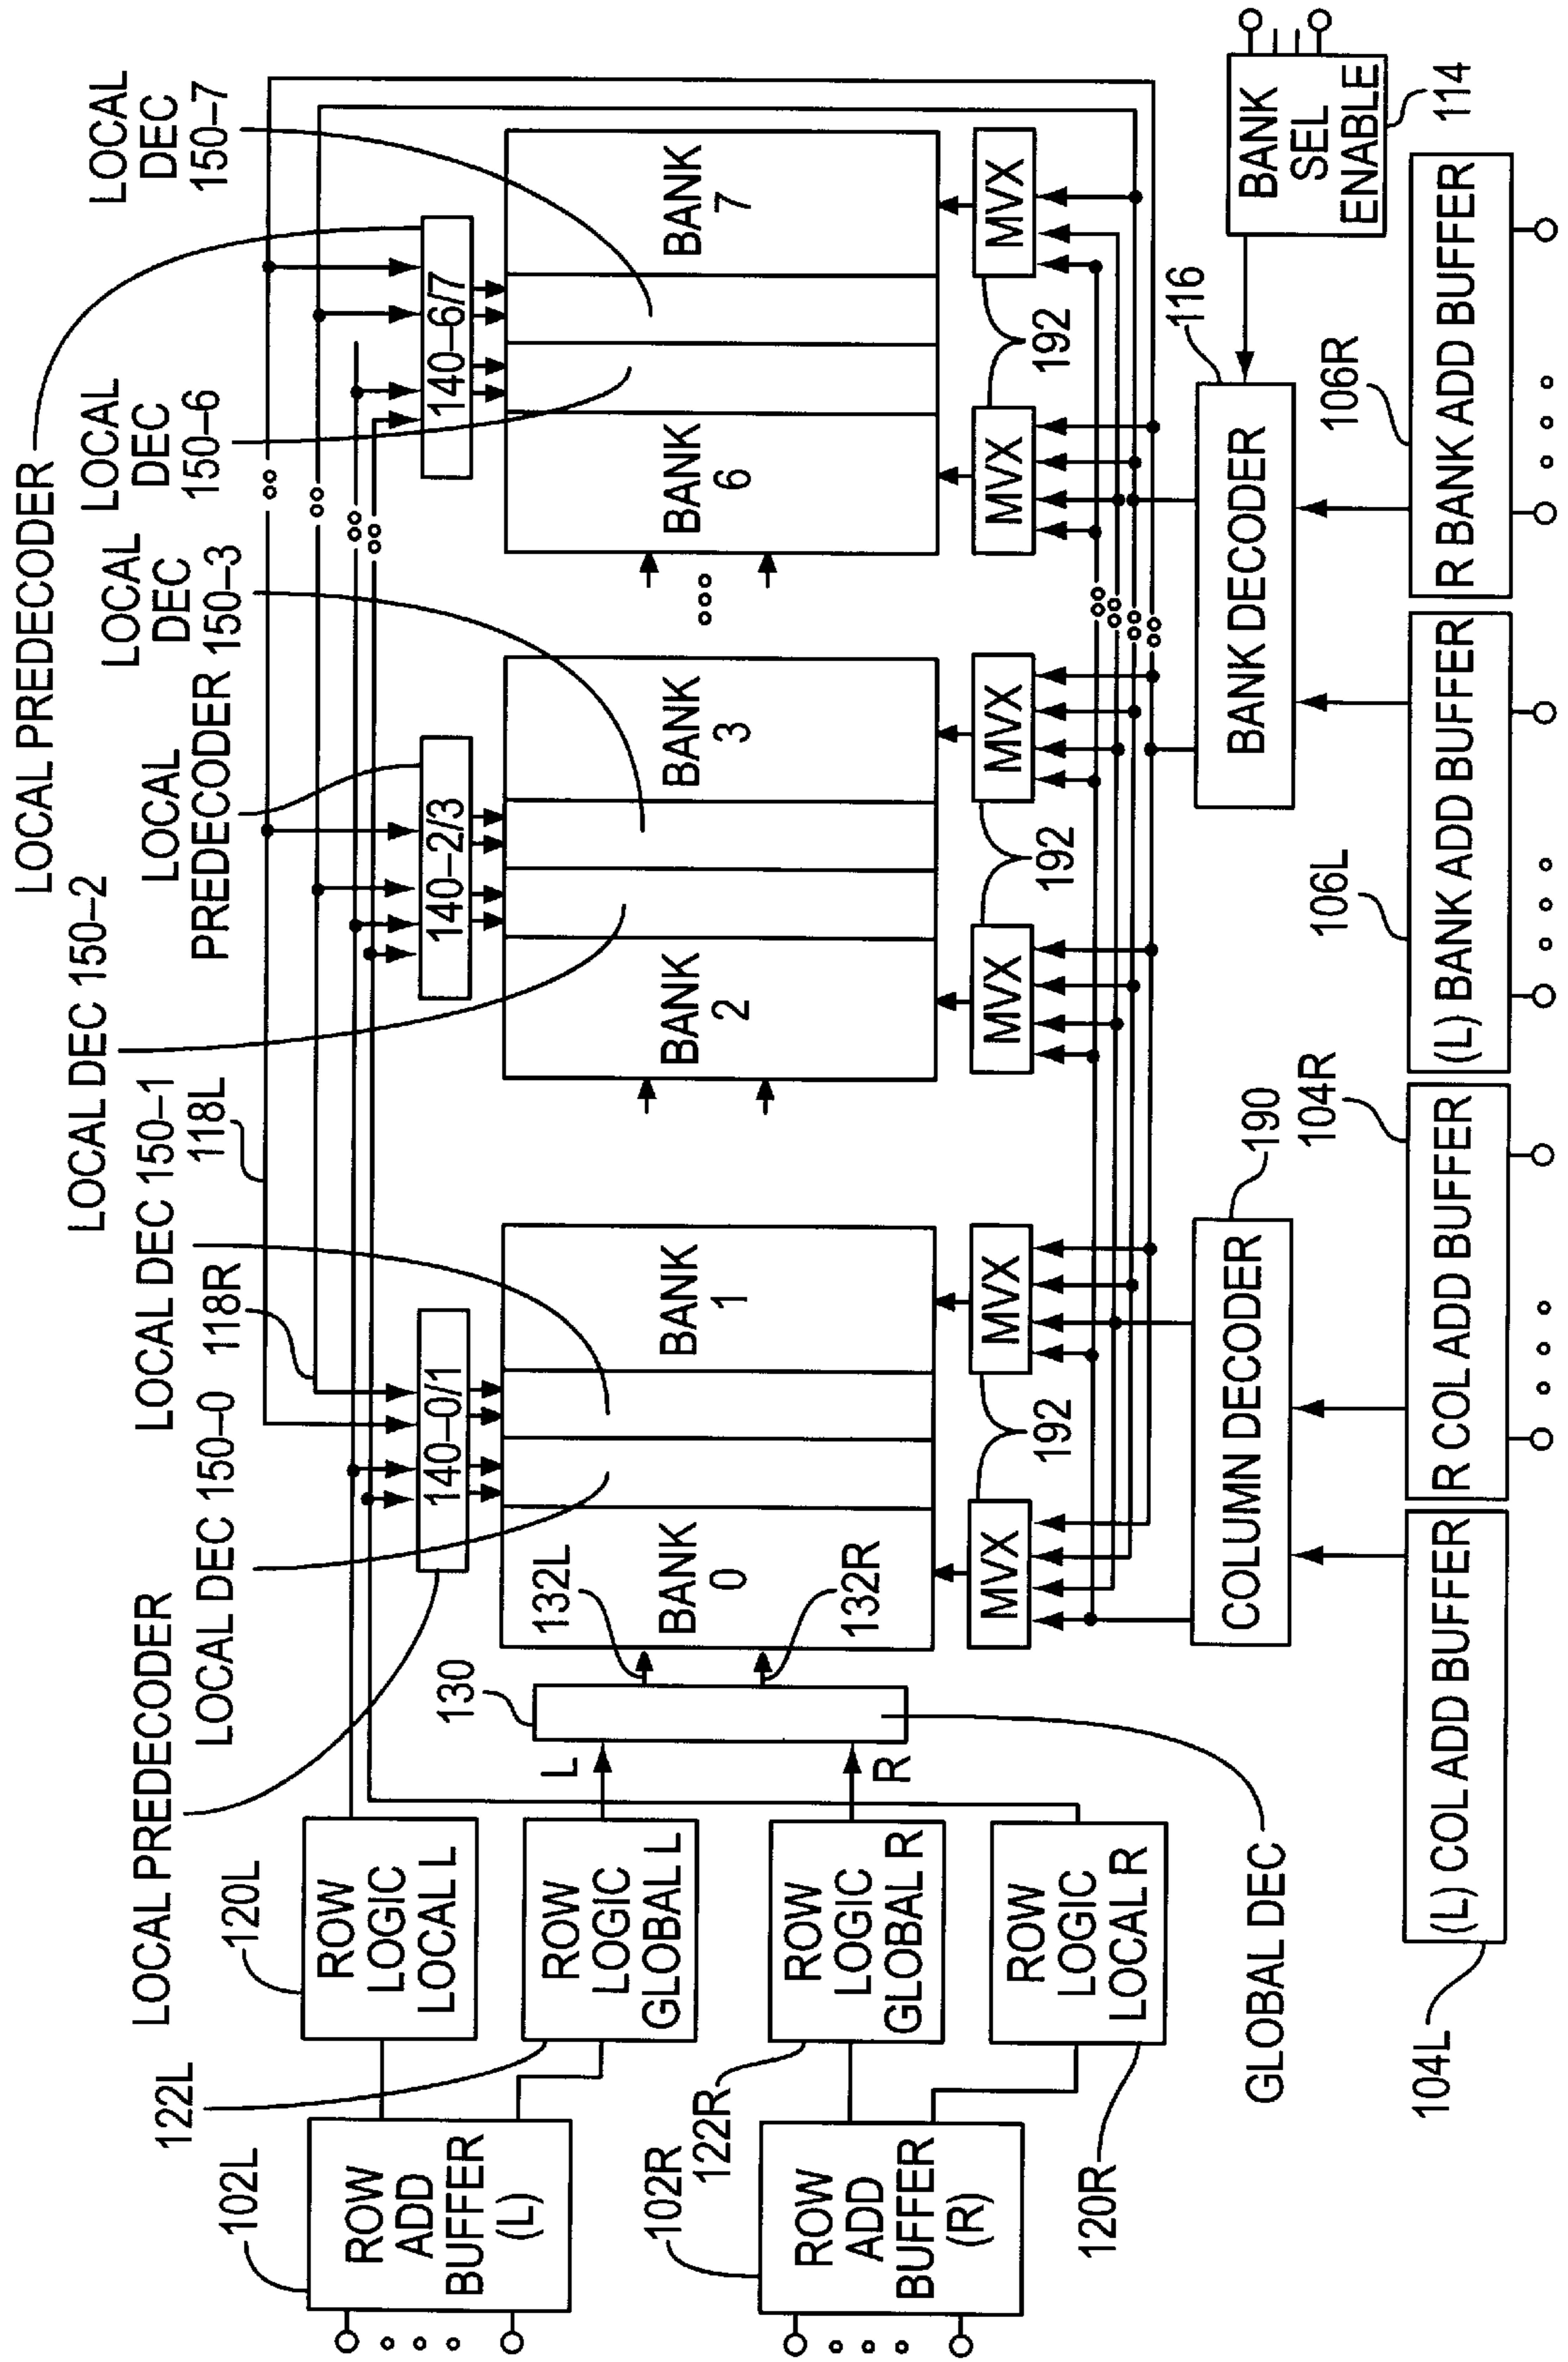 LOCAL PREDECODER
LOCAL
DEC
150–7
LOCAL
DEC
150–6
LOCAL
DEC
150–3
LOCAL
PREDECODER
LOCAL DEC 150–2
118L
LOCAL DEC 150–1
118R
LOCAL DEC 150–0
LOCAL PREDECODER
140–0/1
140–2/3
140–6/7
BANK
0
BANK
1
BANK
2
BANK
3
BANK
6
BANK
7
132L
132R
130
L
R
GLOBAL DEC
120L
ROW
LOGIC
LOCAL L
122L
ROW
LOGIC
GLOBAL L
122R
ROW
LOGIC
GLOBAL R
120R
ROW
LOGIC
LOCAL R
102L
ROW
ADD
BUFFER
(L)
102R
ROW
ADD
BUFFER
(R)
MVX
MVX
MVX
MVX
MVX
MVX
192
192
192
COLUMN DECODER
190
BANK DECODER
116
BANK
SEL
ENABLE
114
(L) COL ADD BUFFER
104L
R COL ADD BUFFER
104R
(L) BANK ADD BUFFER
106L
R BANK ADD BUFFER
106R